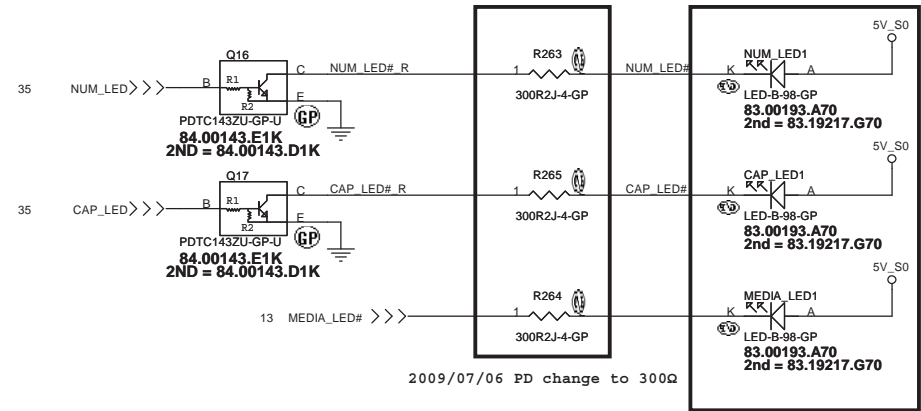 5V_S0
Q16
R263
NUM_LED1
35 NUM_LED B R1 C NUM_LED#_R 1 NUM_LED# K A
R2 E
300R2J-4-GP
LED-B-98-GP
PDTC143ZU-GP-U
GP
83.00193.A70
84.00143.E1K
2nd = 83.19217.G70
2ND = 84.00143.D1K
5V_S0
Q17
R265
CAP_LED1
35 CAP_LED B R1 C CAP_LED#_R 1 CAP_LED# K A
R2 E
300R2J-4-GP
LED-B-98-GP
PDTC143ZU-GP-U
GP
83.00193.A70
84.00143.E1K
2nd = 83.19217.G70
2ND = 84.00143.D1K
5V_S0
R264
MEDIA_LED1
13 MEDIA_LED# 1 K A
300R2J-4-GP
LED-B-98-GP
83.00193.A70
2nd = 83.19217.G70
2009/07/06 PD change to 300Ω